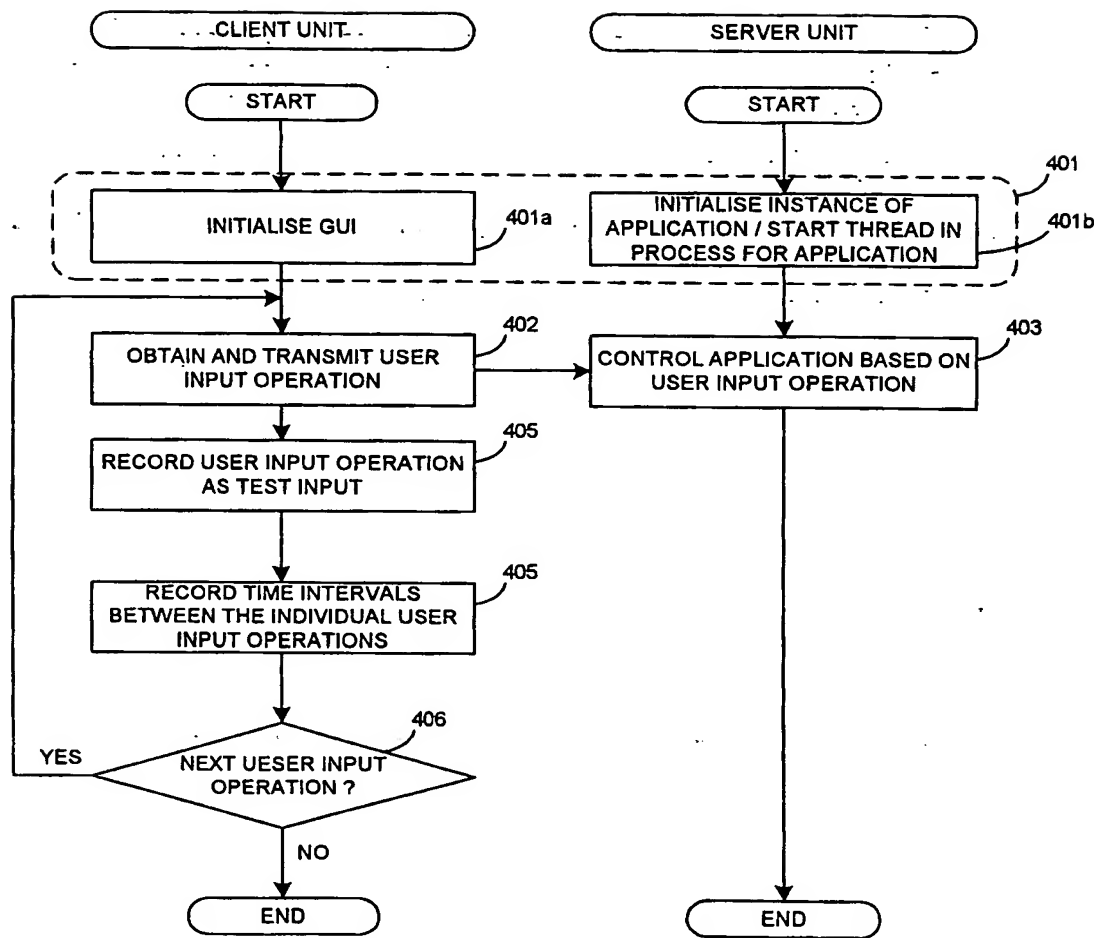 CLIENT UNIT
SERVER UNIT
START
START
401
INITIALISE GUI
401a
INITIALISE INSTANCE OF
APPLICATION / START THREAD IN
PROCESS FOR APPLICATION
401b
402
OBTAIN AND TRANSMIT USER
INPUT OPERATION
403
CONTROL APPLICATION BASED ON
USER INPUT OPERATION
405
RECORD USER INPUT OPERATION
AS TEST INPUT
405
RECORD TIME INTERVALS
BETWEEN THE INDIVIDUAL USER
INPUT OPERATIONS
406
YES
NEXT UESER INPUT
OPERATION ?
NO
END
END